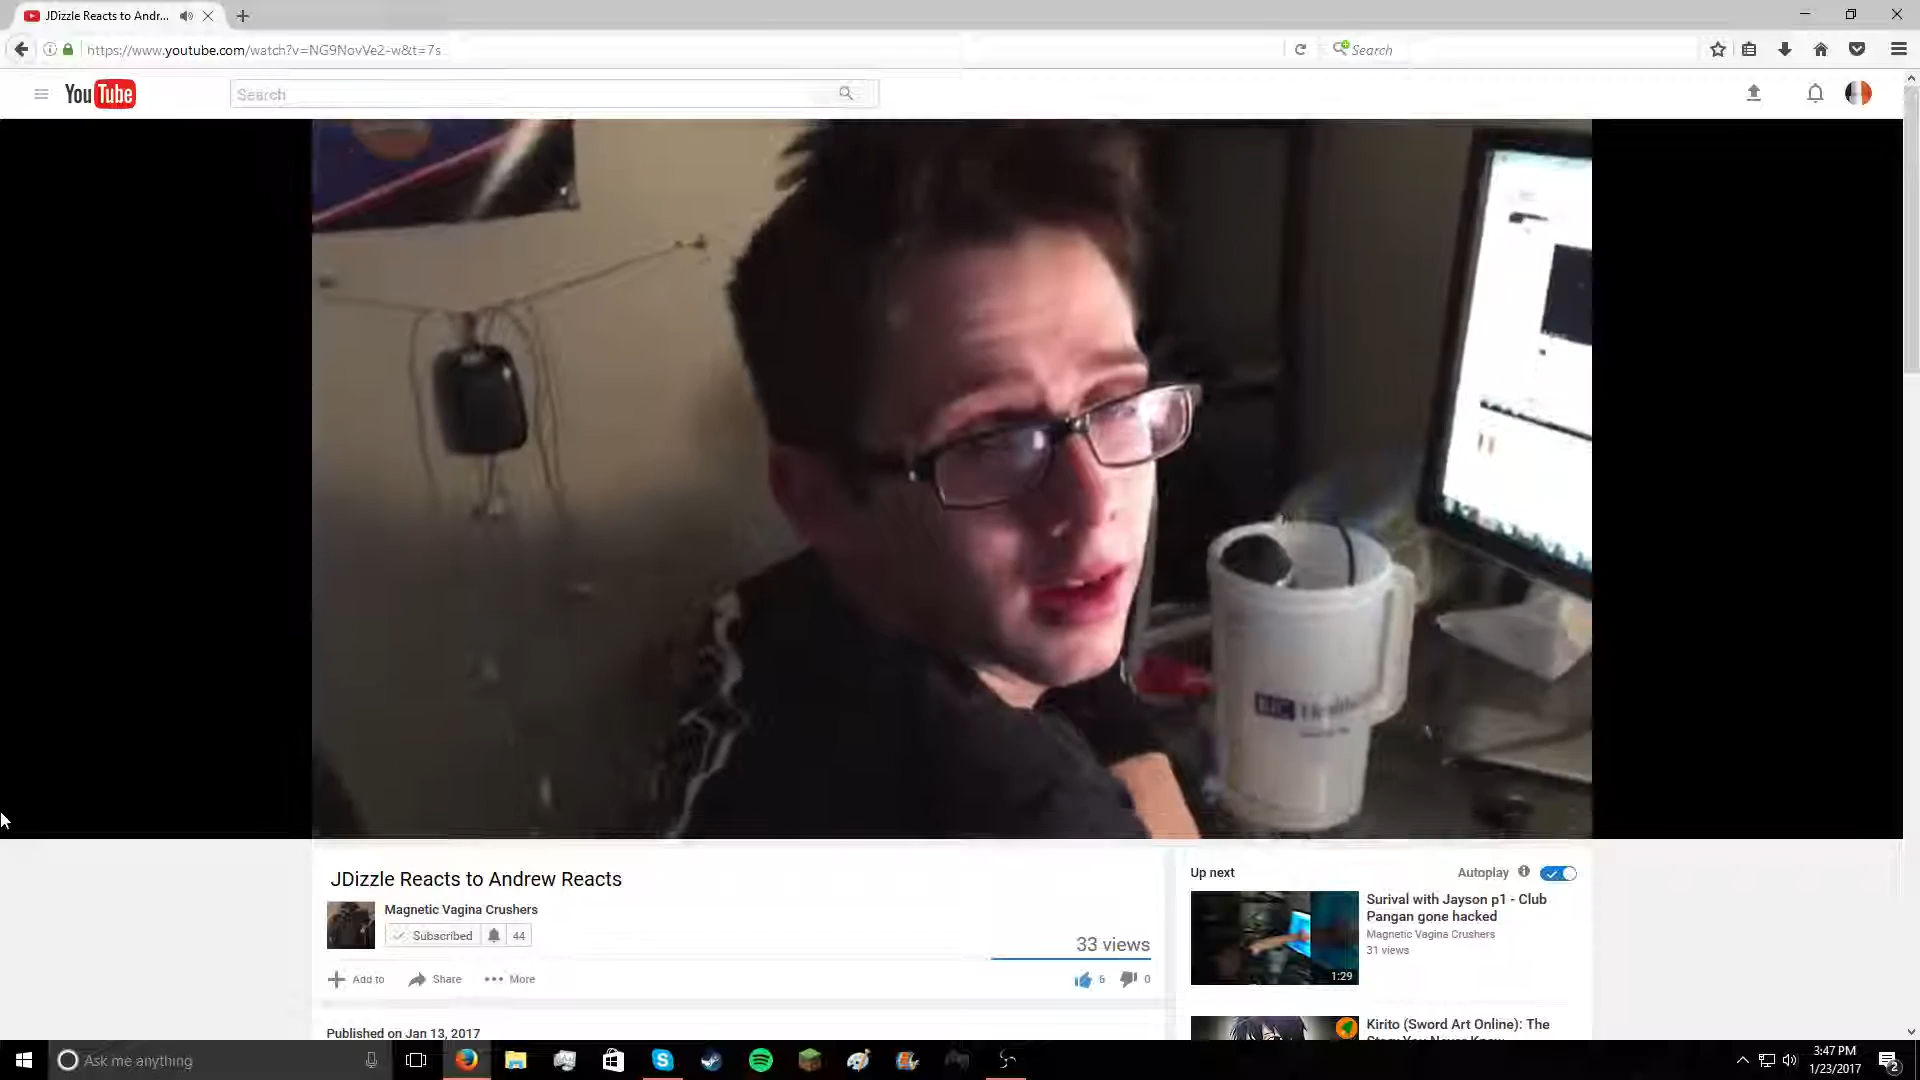 JDizzle Reacts to Andr...
https://www.youtube.com/watch?v=NG9NovVe2-w&t=7s
Search
YouTube
Search
JDizzle Reacts to Andrew Reacts
Magnetic Vagina Crushers
Subscribed 44
33 views
Add to Share More
6 0
Published on Jan 13, 2017
Up next Autoplay
Surival with Jayson p1 - Club
Pangan gone hacked
Magnetic Vagina Crushers
31 views
1:29
Kirito (Sword Art Online): The
Ask me anything
3:47 PM
1/23/2017
2